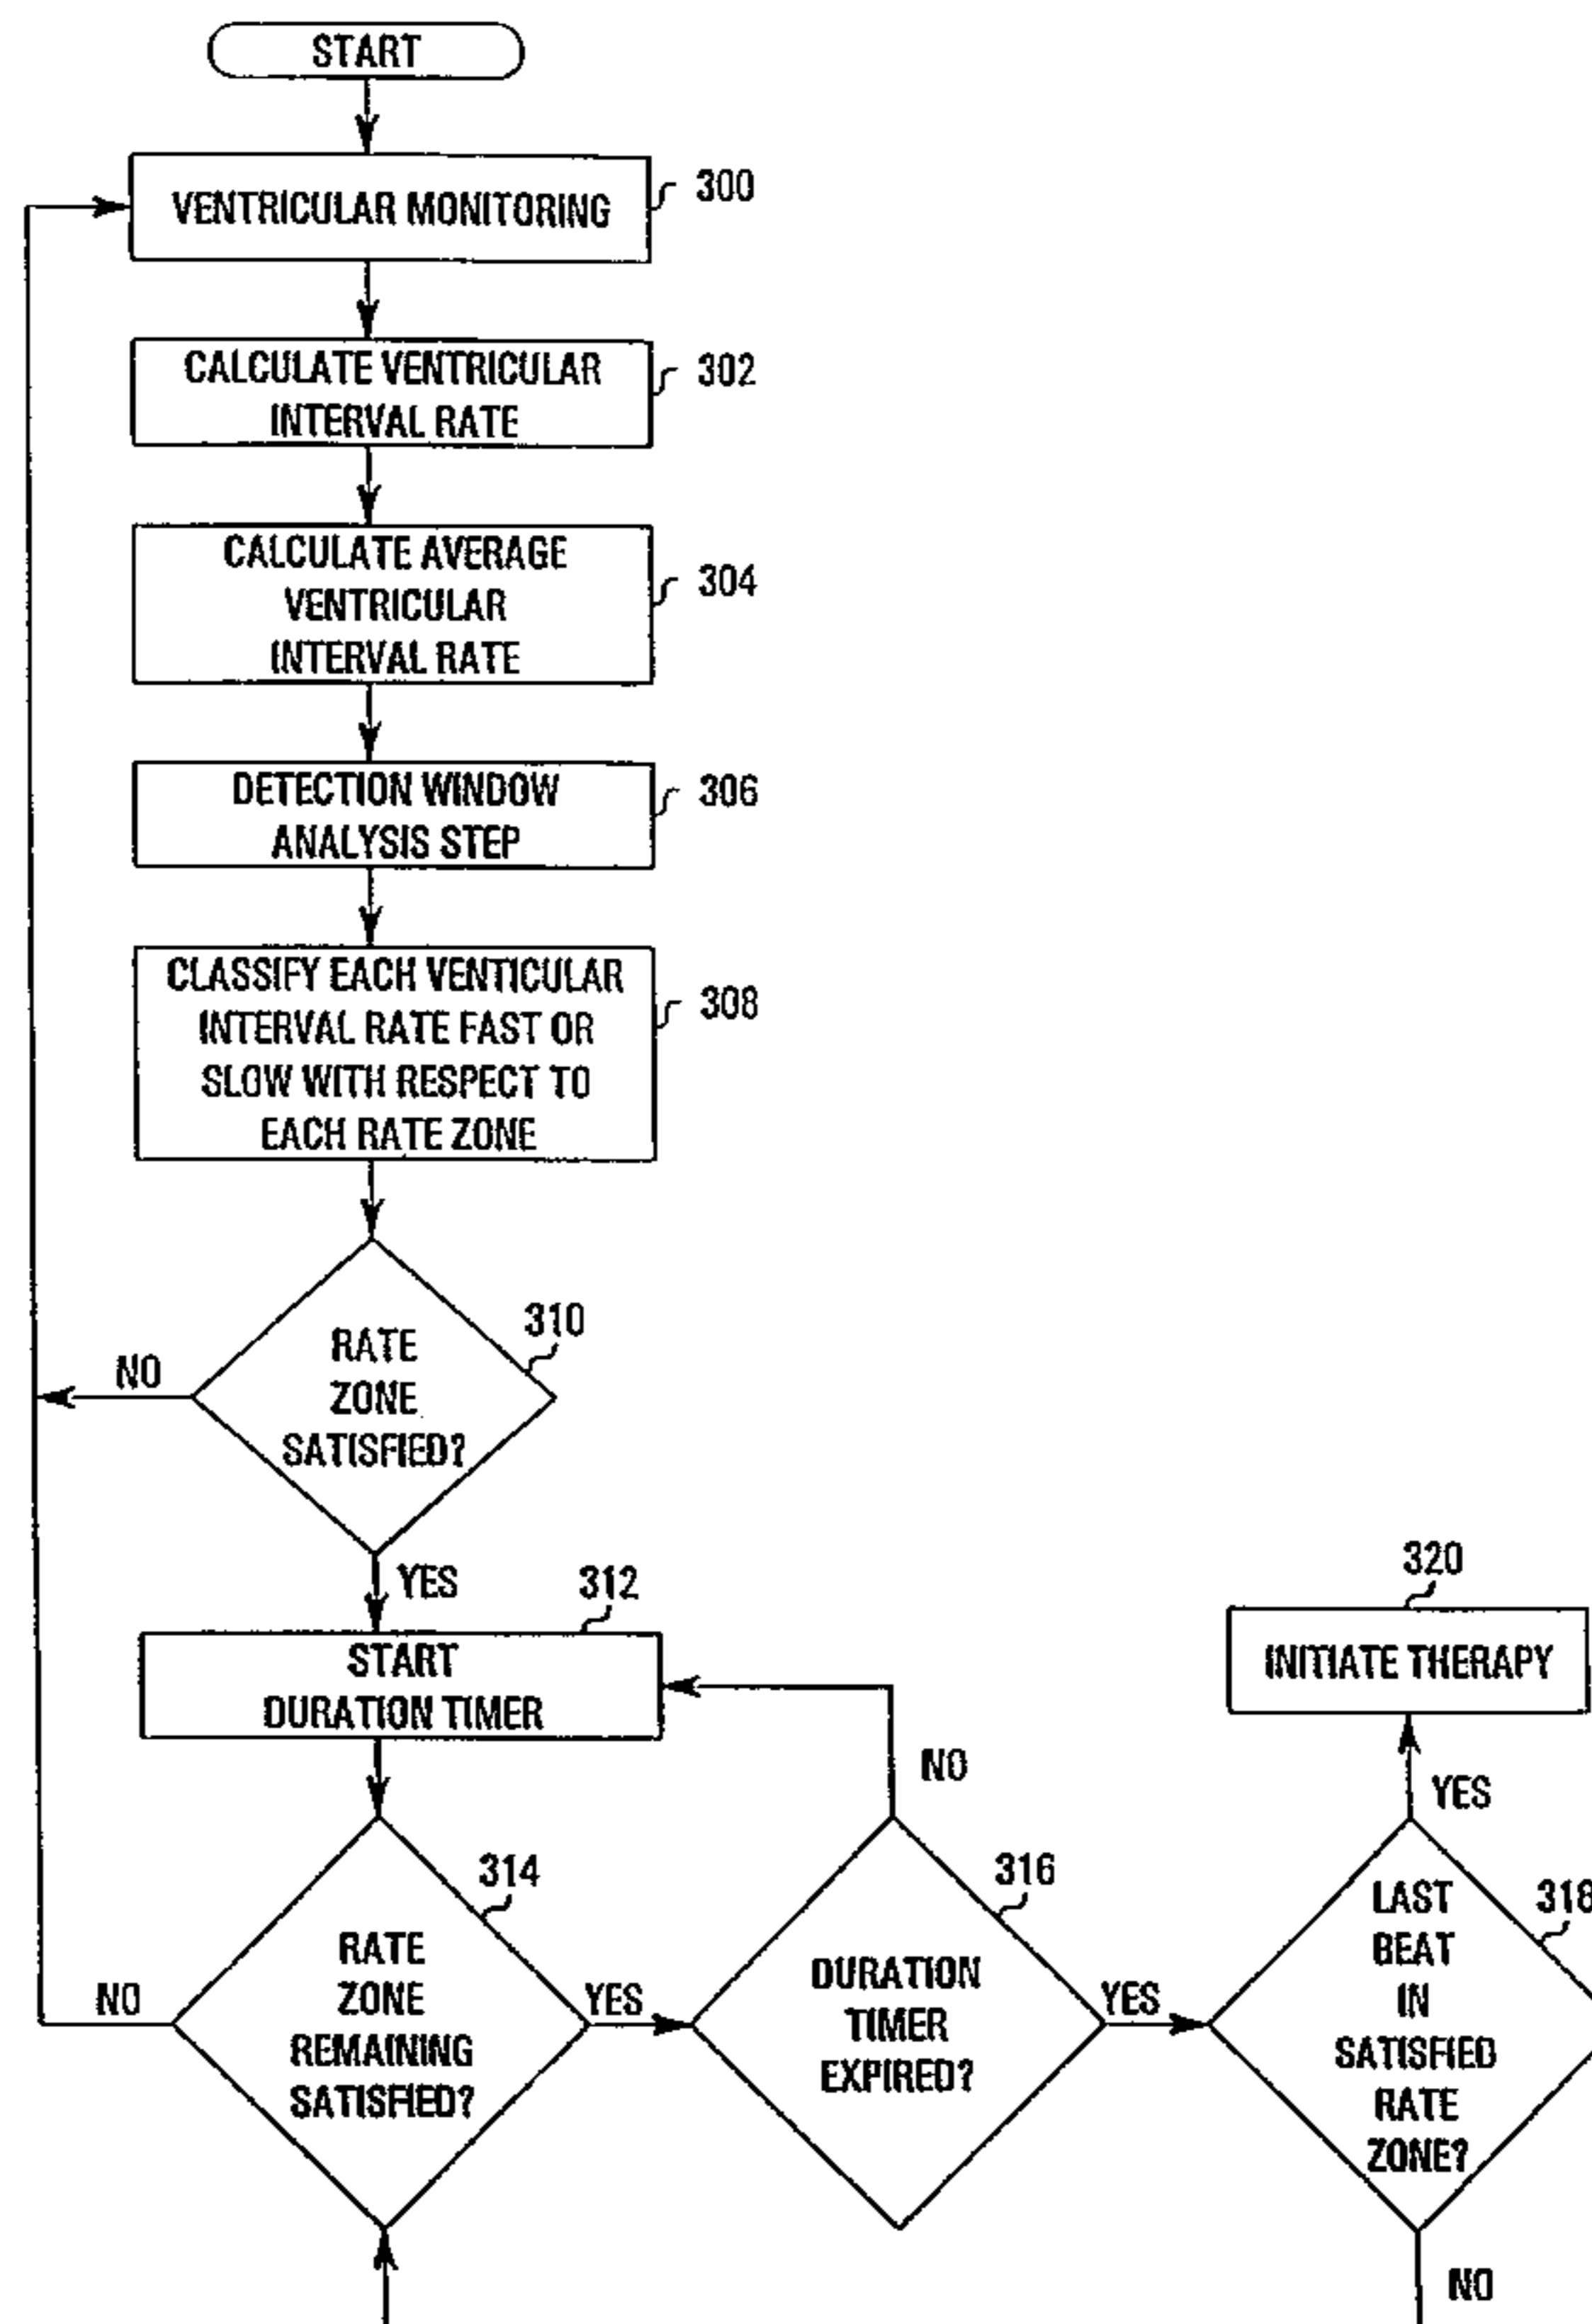 START
VENTRICULAR MONITORING
300
CALCULATE VENTRICULAR
INTERVAL RATE
302
CALCULATE AVERAGE
VENTRICULAR
INTERVAL RATE
304
DETECTION WINDOW
ANALYSIS STEP
306
CLASSIFY EACH VENTICULAR
INTERVAL RATE FAST OR
SLOW WITH RESPECT TO
EACH RATE ZONE
308
RATE
ZONE
SATISFIED?
310
NO
YES
312
START
DURATION TIMER
320
INITIATE THERAPY
NO
YES
314
RATE
ZONE
REMAINING
SATISFIED?
NO
YES
316
DURATION
TIMER
EXPIRED?
YES
318
LAST
BEAT
IN
SATISFIED
RATE
ZONE?
NO